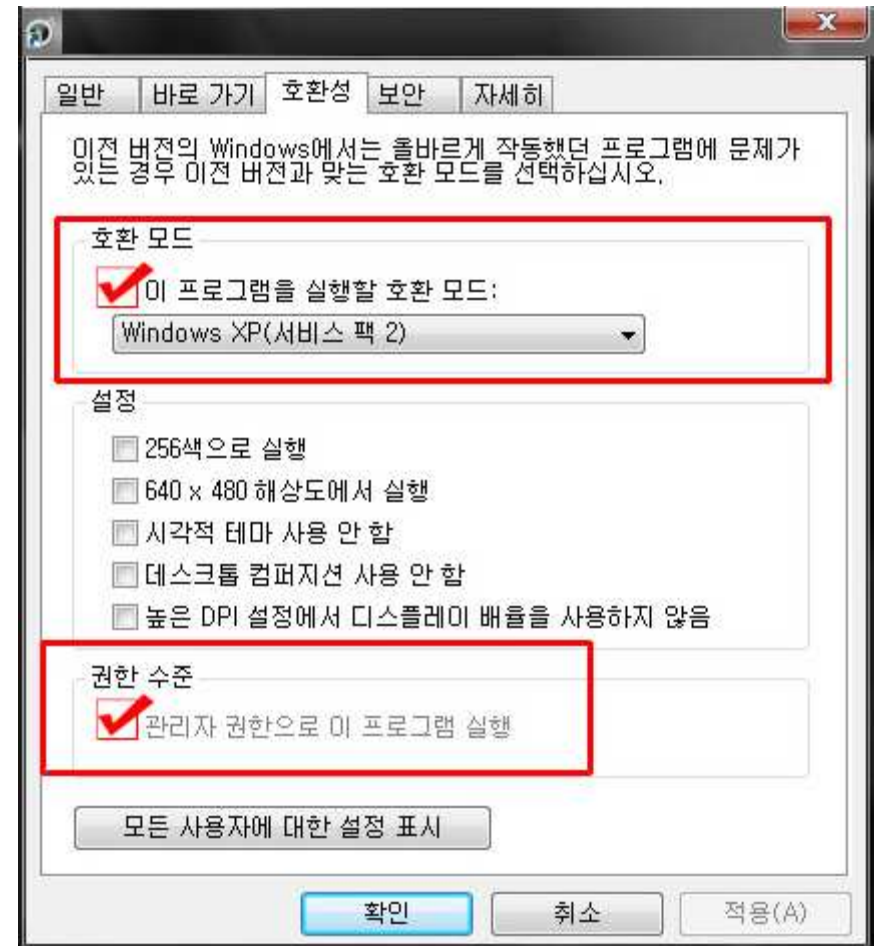 일반
바로 가기
호환성
보안
자세히
이전 버전의 Windows에서는 올바르게 작동했던 프로그램에 문제가
있는 경우 이전 버전과 맞는 호환 모드를 선택하십시오.
호환 모드
이 프로그램을 실행할 호환 모드:
Windows XP(서비스 팩 2)
설정
256색으로 실행
640 x 480 해상도에서 실행
시각적 테마 사용 안 함
데스크톱 컴퍼지션 사용 안 함
높은 DPI 설정에서 디스플레이 배율을 사용하지 않음
권한 수준
관리자 권한으로 이 프로그램 실행
모든 사용자에 대한 설정 표시
확인
취소
적용(A)